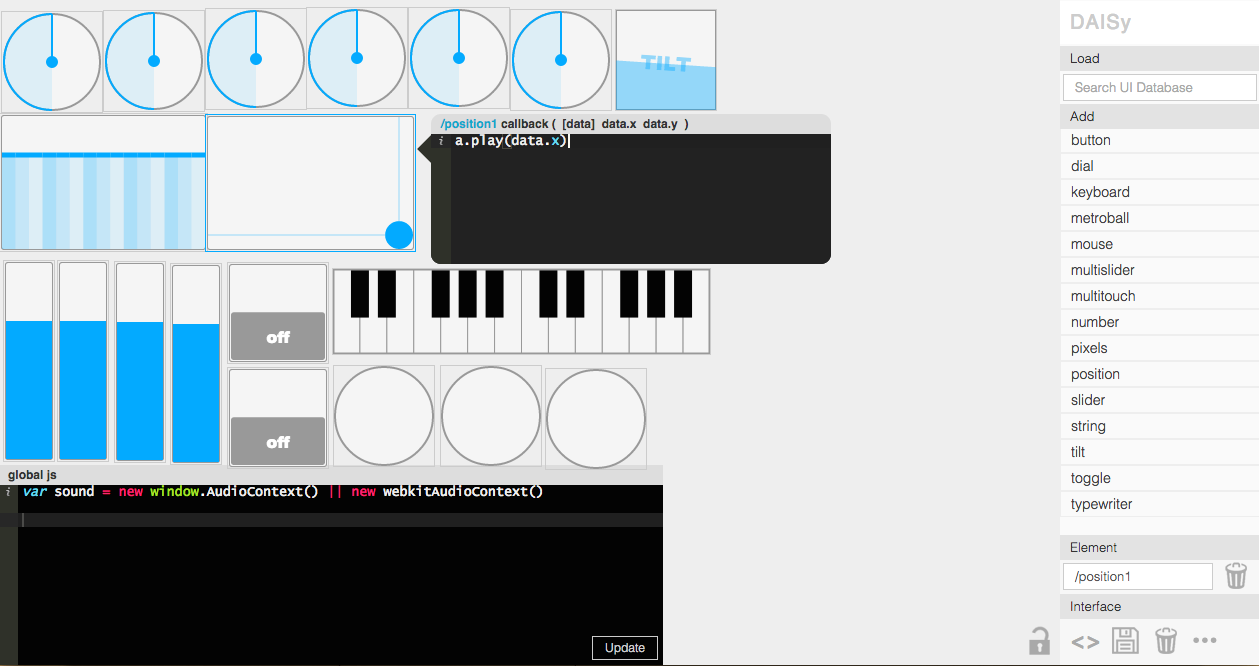 TILT
/position1 callback ( [data] data.x data.y )
i a.play(data.x)
off
off
global js
i var sound = new window.AudioContext() || new webkitAudioContext()
Update
DAISy
Load
Search UI Database
Add
button
dial
keyboard
metroball
mouse
multislider
multitouch
number
pixels
position
slider
string
tilt
toggle
typewriter
Element
/position1
Interface
<>